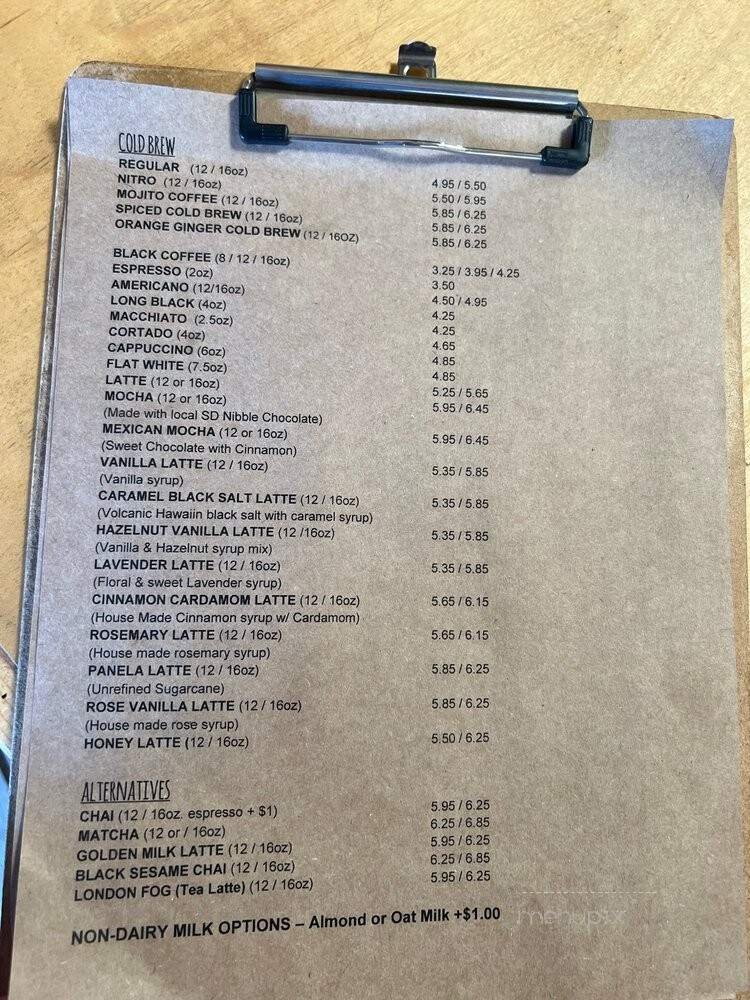 COLD BREW
REGULAR (12 / 16oz) 4.95 / 5.50
NITRO (12 / 16oz) 5.50 / 5.95
MOJITO COFFEE (12 / 16oz) 5.85 / 6.25
SPICED COLD BREW (12 / 16oz) 5.85 / 6.25
ORANGE GINGER COLD BREW (12 / 16OZ) 5.85 / 6.25
BLACK COFFEE (8 / 12 / 16oz) 3.25 / 3.95 / 4.25
ESPRESSO (2oz) 3.50
AMERICANO (12/16oz) 4.50 / 4.95
LONG BLACK (4oz) 4.25
MACCHIATO (2.5oz) 4.25
CORTADO (4oz) 4.65
CAPPUCCINO (6oz) 4.85
FLAT WHITE (7.5oz) 4.85
LATTE (12 or 16oz) 5.25 / 5.65
MOCHA (12 or 16oz) 5.95 / 6.45
(Made with local SD Nibble Chocolate)
MEXICAN MOCHA (12 or 16oz) 5.95 / 6.45
(Sweet Chocolate with Cinnamon)
VANILLA LATTE (12 / 16oz) 5.35 / 5.85
(Vanilla syrup)
CARAMEL BLACK SALT LATTE (12 / 16oz) 5.35 / 5.85
(Volcanic Hawaiin black salt with caramel syrup)
HAZELNUT VANILLA LATTE (12 /16oz) 5.35 / 5.85
(Vanilla & Hazelnut syrup mix)
LAVENDER LATTE (12 / 16oz) 5.35 / 5.85
(Floral & sweet Lavender syrup)
CINNAMON CARDAMOM LATTE (12 / 16oz) 5.65 / 6.15
(House Made Cinnamon syrup w/ Cardamom)
ROSEMARY LATTE (12 / 16oz) 5.65 / 6.15
(House made rosemary syrup)
PANELA LATTE (12 / 16oz) 5.85 / 6.25
(Unrefined Sugarcane)
ROSE VANILLA LATTE (12 / 16oz) 5.85 / 6.25
(House made rose syrup)
HONEY LATTE (12 / 16oz) 5.50 / 6.25
ALTERNATIVES
CHAI (12 / 16oz. espresso + $1) 5.95 / 6.25
MATCHA (12 or / 16oz) 6.25 / 6.85
GOLDEN MILK LATTE (12 / 16oz) 5.95 / 6.25
BLACK SESAME CHAI (12 / 16oz) 6.25 / 6.85
LONDON FOG (Tea Latte) (12 / 16oz) 5.95 / 6.25
NON-DAIRY MILK OPTIONS – Almond or Oat Milk +$1.00